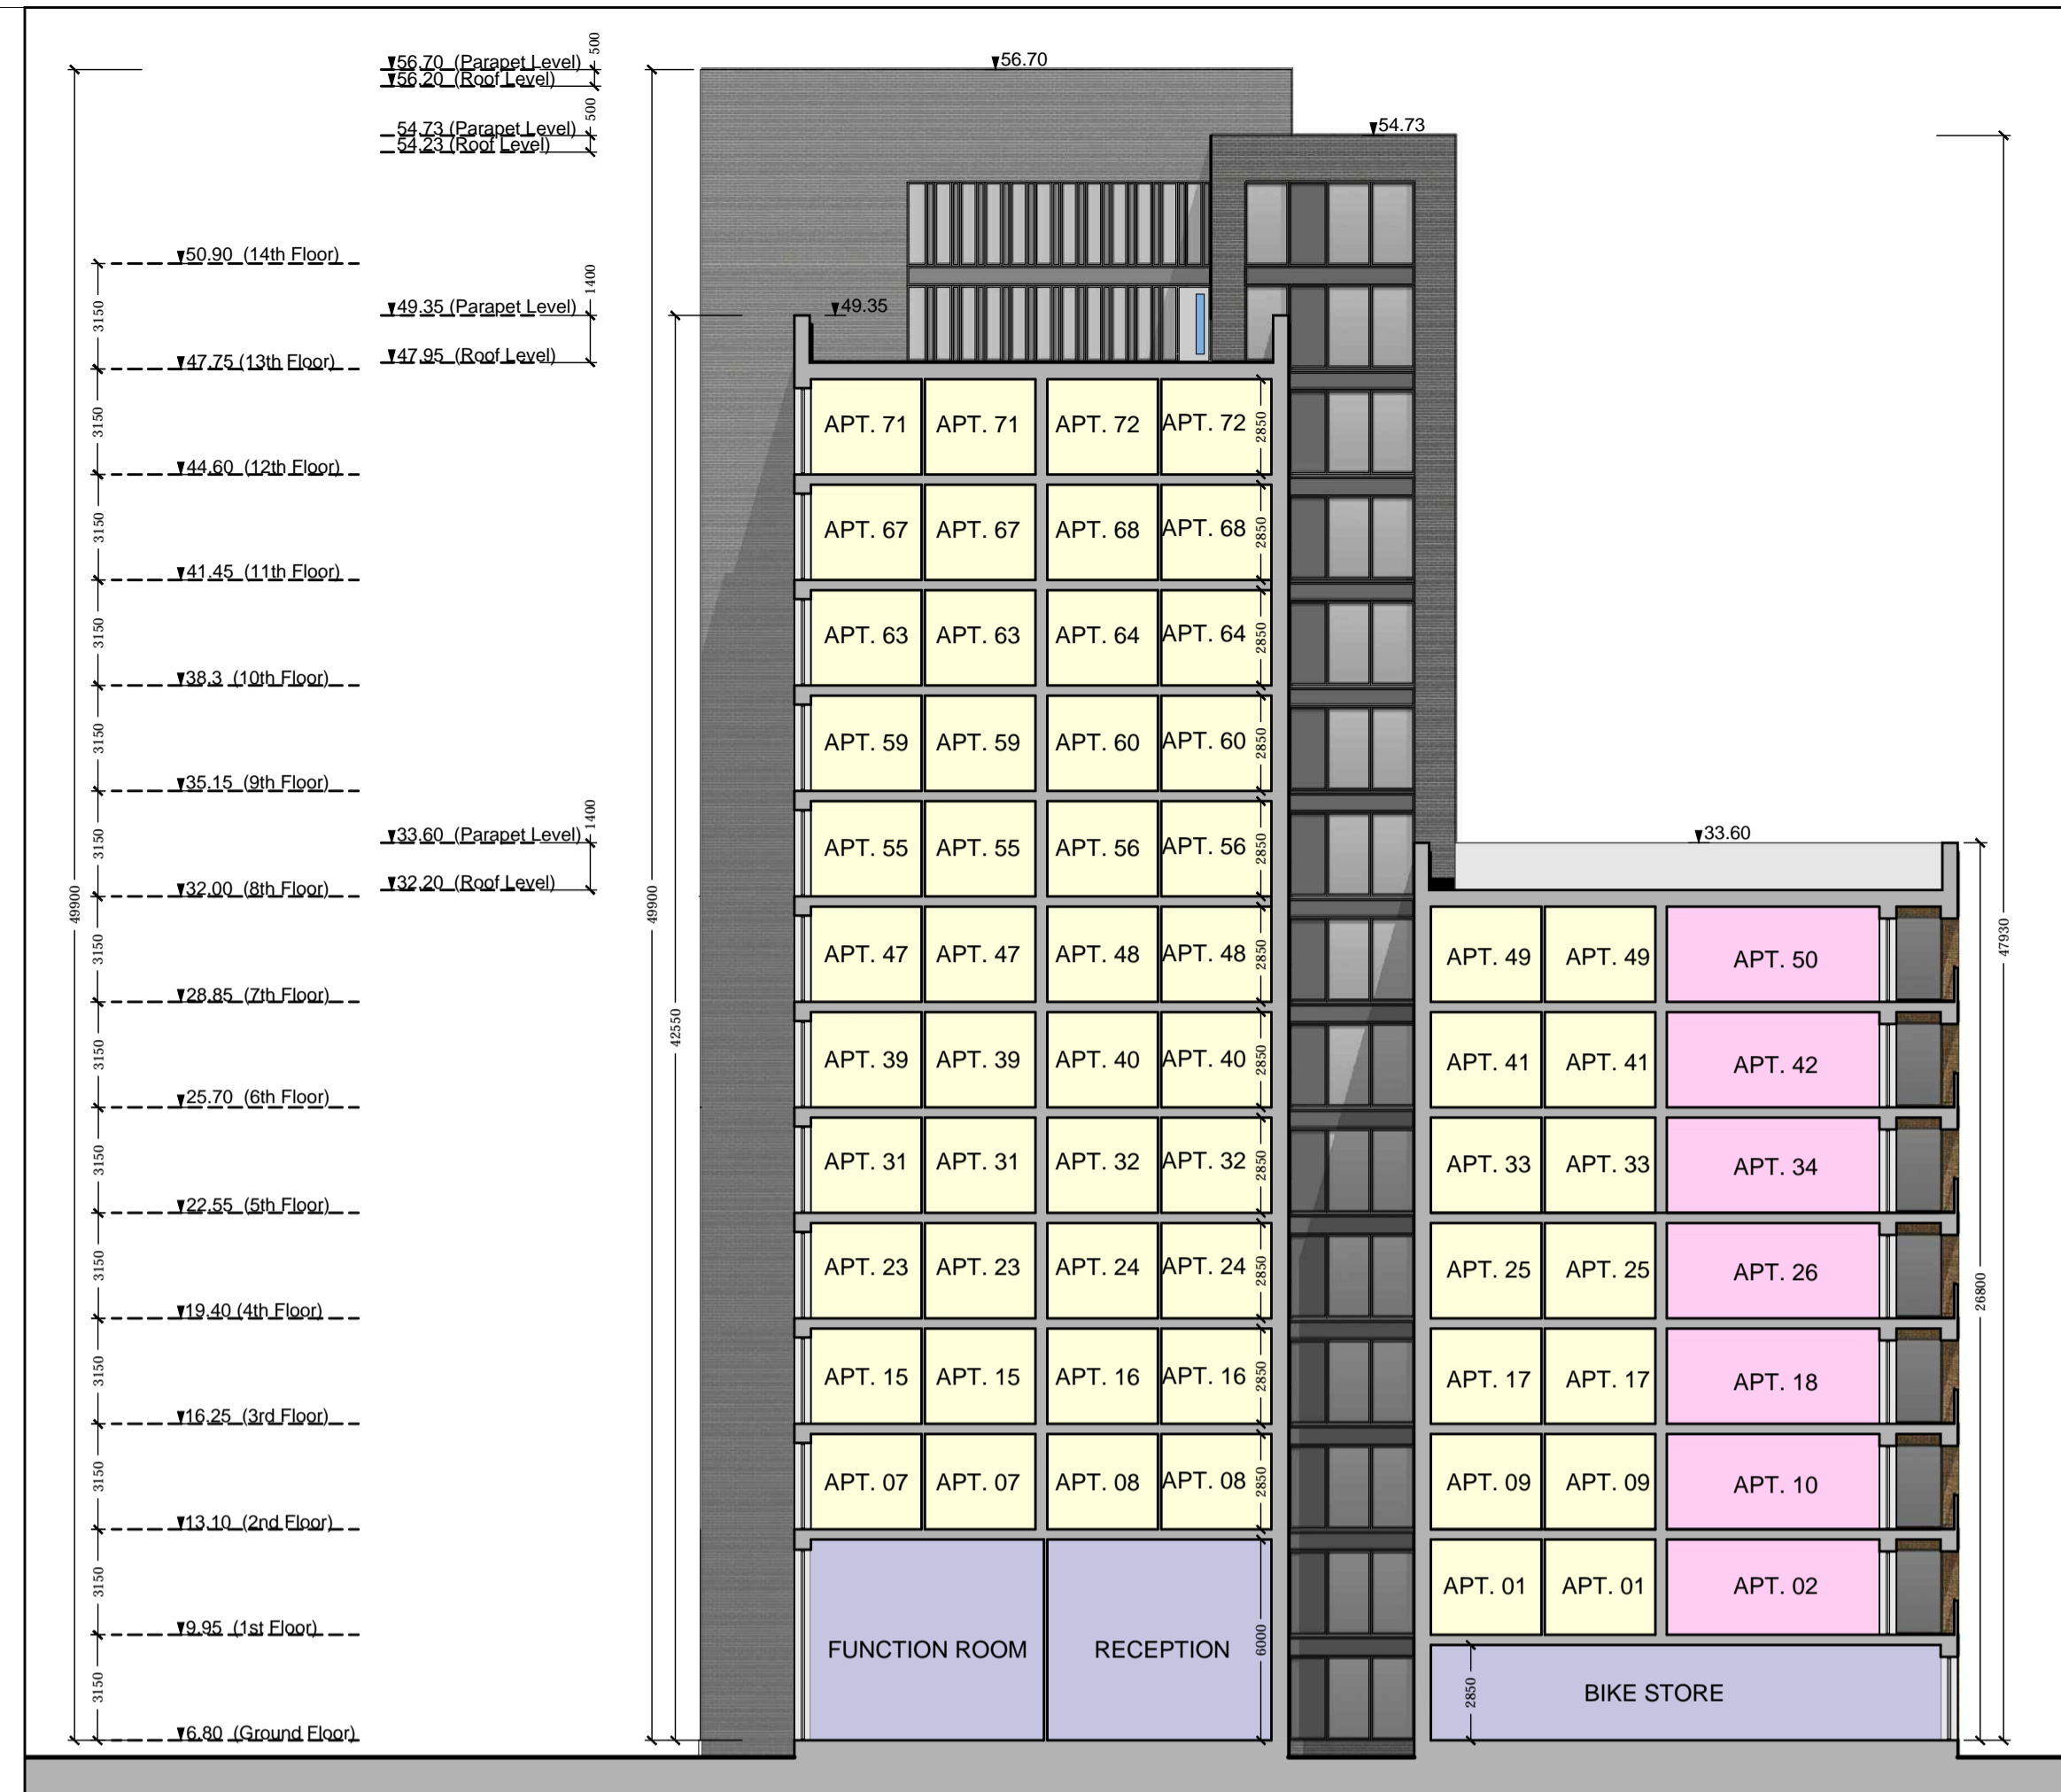 ▼56.70 (Parapet Level)
▼56.20 (Roof Level)
500
▼56.70
54.73 (Parapet Level)
54.23 (Roof Level)
500
▼54.73
▼50.90 (14th Floor)
3150
▼49.35 (Parapet Level)
1400
▼49.35
▼47.95 (Roof Level)
▼47.75 (13th Floor)
3150
APT. 71 APT. 71 APT. 72 APT. 72 2850
▼44.60 (12th Floor)
3150
APT. 67 APT. 67 APT. 68 APT. 68 2850
▼41.45 (11th Floor)
3150
APT. 63 APT. 63 APT. 64 APT. 64 2850
▼38.3 (10th Floor)
3150
APT. 59 APT. 59 APT. 60 APT. 60 2850
▼35.15 (9th Floor)
3150
▼33.60 (Parapet Level)
1400
▼33.60
APT. 55 APT. 55 APT. 56 APT. 56 2850
▼32.00 (8th Floor)
▼32.20 (Roof Level)
49900
49900
47930
3150
APT. 47 APT. 47 APT. 48 APT. 48 2850 APT. 49 APT. 49 APT. 50
▼28.85 (7th Floor)
42550
3150
APT. 39 APT. 39 APT. 40 APT. 40 2850 APT. 41 APT. 41 APT. 42
▼25.70 (6th Floor)
3150
APT. 31 APT. 31 APT. 32 APT. 32 2850 APT. 33 APT. 33 APT. 34
▼22.55 (5th Floor)
3150
APT. 23 APT. 23 APT. 24 APT. 24 2850 APT. 25 APT. 25 APT. 26
26800
▼19.40 (4th Floor)
3150
APT. 15 APT. 15 APT. 16 APT. 16 2850 APT. 17 APT. 17 APT. 18
▼16.25 (3rd Floor)
3150
APT. 07 APT. 07 APT. 08 APT. 08 2850 APT. 09 APT. 09 APT. 10
▼13.10 (2nd Floor)
3150
APT. 01 APT. 01 APT. 02
▼9.95 (1st Floor)
FUNCTION ROOM RECEPTION 6000
3150
2850 BIKE STORE
▼6.80 (Ground Floor)